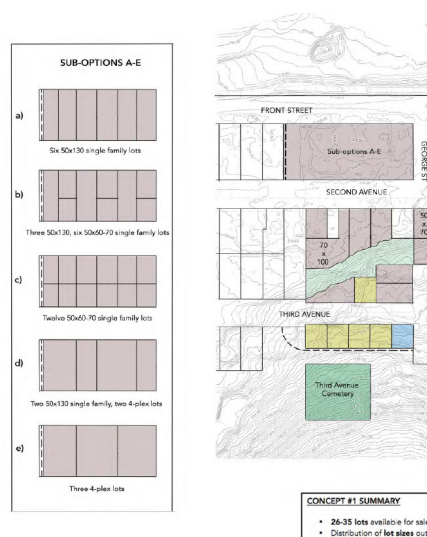 SUB-OPTIONS A-E
a)
Six 50x130 single family lots
b)
Three 50x130, six 50x60-70 single family lots
c)
Twelve 50x60-70 single family lots
d)
Two 50x130 single family, two 4-plex lots
e)
Three 4-plex lots
FRONT STREET
Sub-options A-E
GEORGE ST
SECOND AVENUE
70
x
100
50
x
70
THIRD AVENUE
Third Avenue
Cemetery
CONCEPT #1 SUMMARY
• 26-35 lots available for sale
• Distribution of lot sizes out